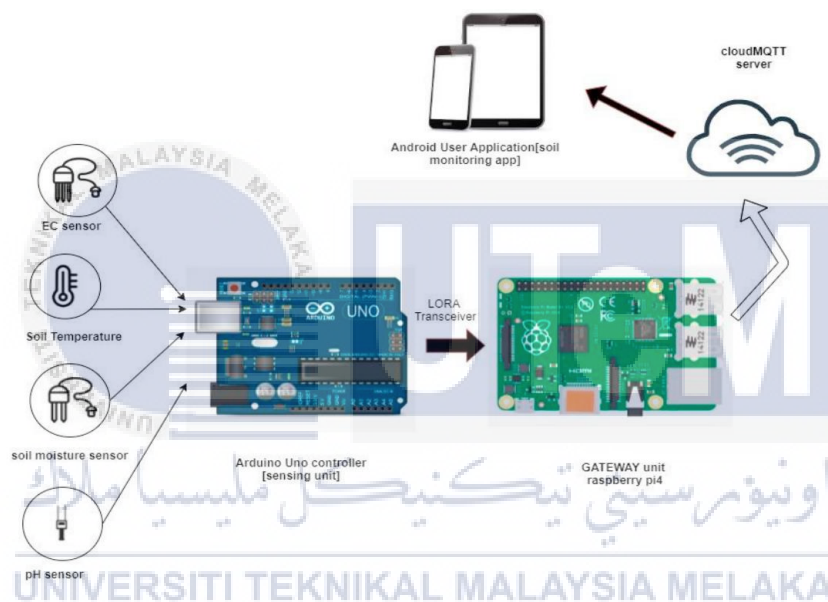 cloudMQTT
server
Android User Application[soil
monitoring app]
EC sensor
Soil Temperature
soil moisture sensor
pH sensor
LORA
Transceiver
UNO
ARDUINO
Arduino Uno controller
[sensing unit]
GATEWAY unit
raspberry pi4
TEKNIKAL MALAYSIA MELAKA
UTeM
اونيۏرسيتي تيكنيكل مليسيا ملاك
UNIVERSITI TEKNIKAL MALAYSIA MELAKA